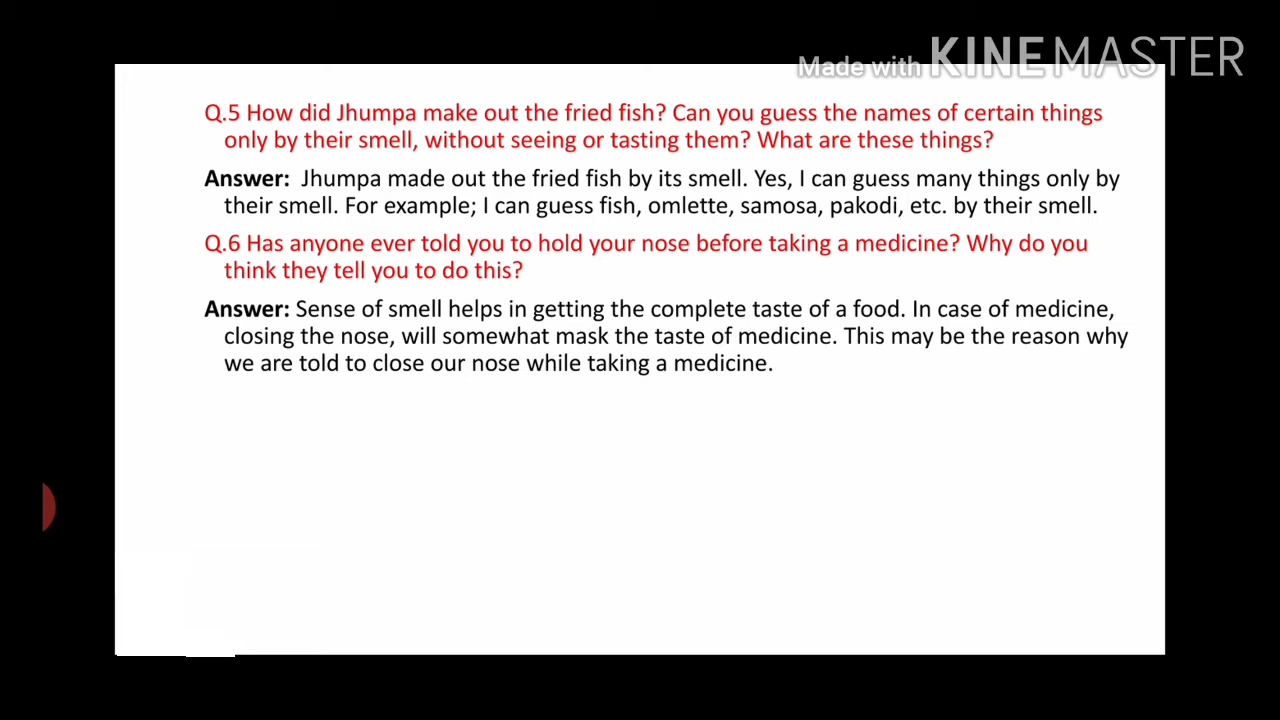 Made with KINEMASTER
Q.5 How did Jhumpa make out the fried fish? Can you guess the names of certain things
only by their smell, without seeing or tasting them? What are these things?
Answer: Jhumpa made out the fried fish by its smell. Yes, I can guess many things only by
their smell. For example; I can guess fish, omlette, samosa, pakodi, etc. by their smell.
Q.6 Has anyone ever told you to hold your nose before taking a medicine? Why do you
think they tell you to do this?
Answer: Sense of smell helps in getting the complete taste of a food. In case of medicine,
closing the nose, will somewhat mask the taste of medicine. This may be the reason why
we are told to close our nose while taking a medicine.